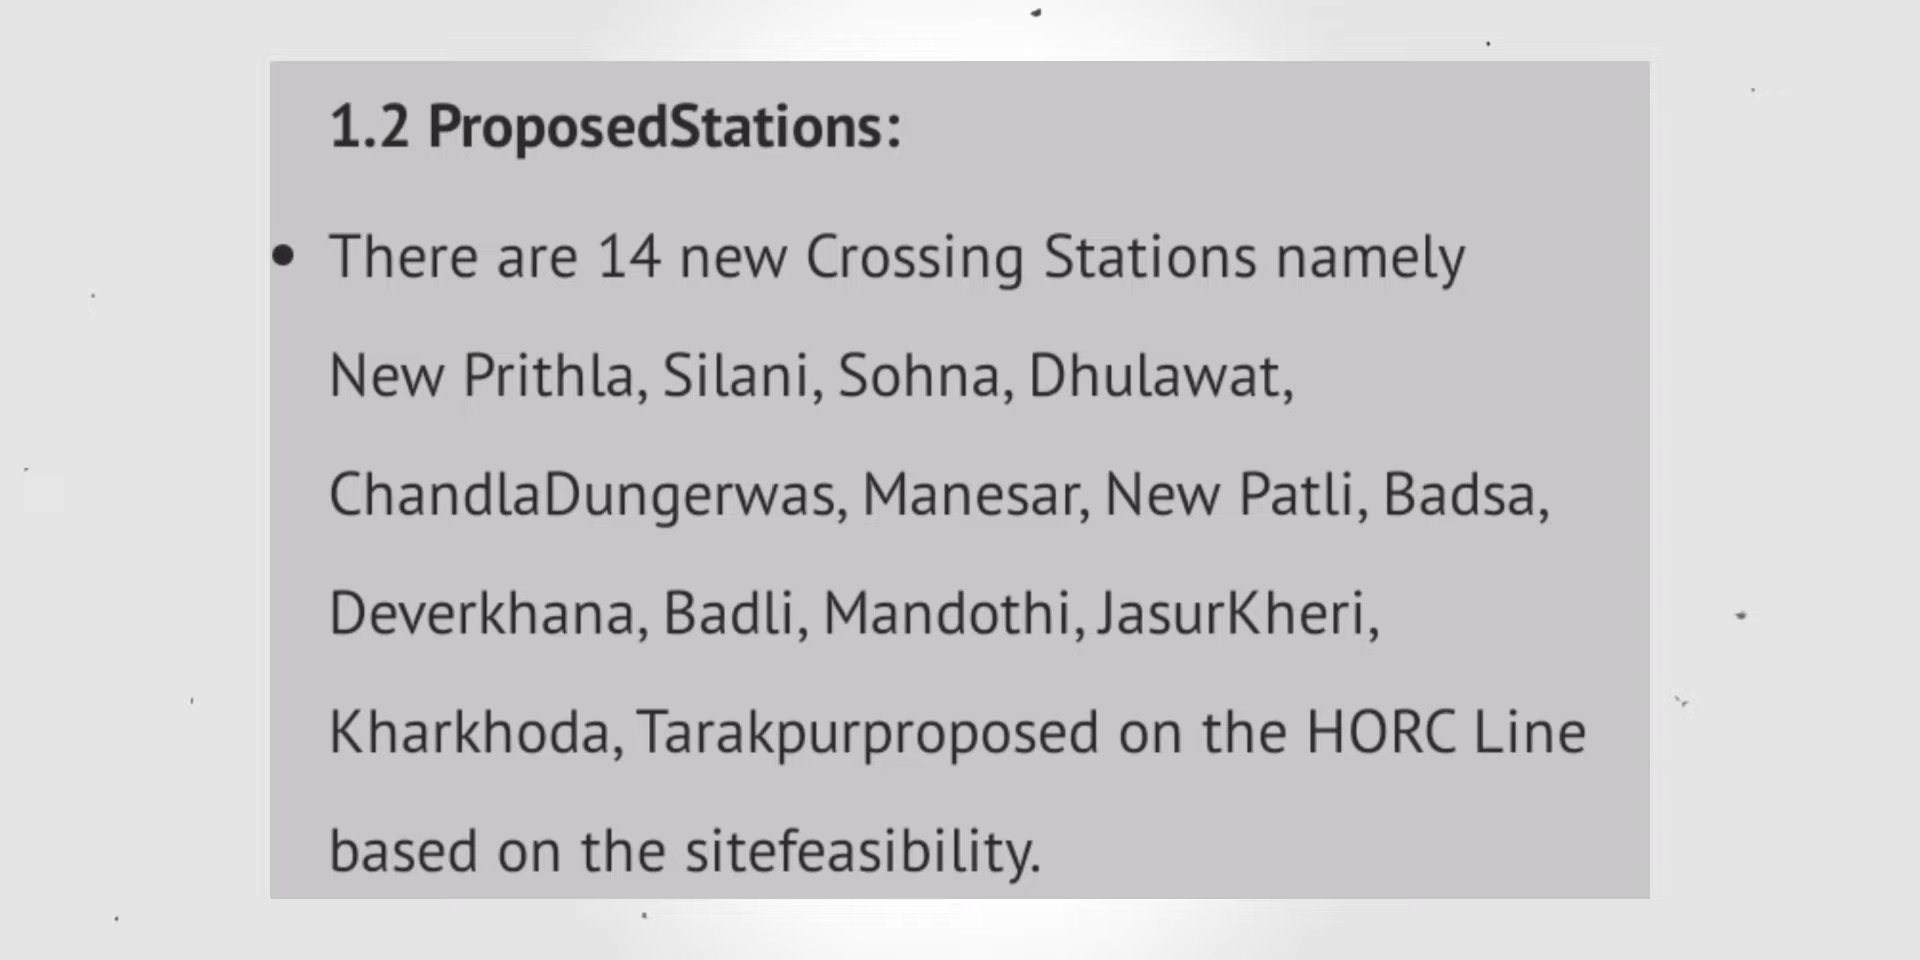 1.2 ProposedStations:
• There are 14 new Crossing Stations namely
New Prithla, Silani, Sohna, Dhulawat,
ChandlaDungerwas, Manesar, New Patli, Badsa,
Deverkhana, Badli, Mandothi, JasurKheri,
Kharkhoda, Tarakpurproposed on the HORC Line
based on the sitefeasibility.